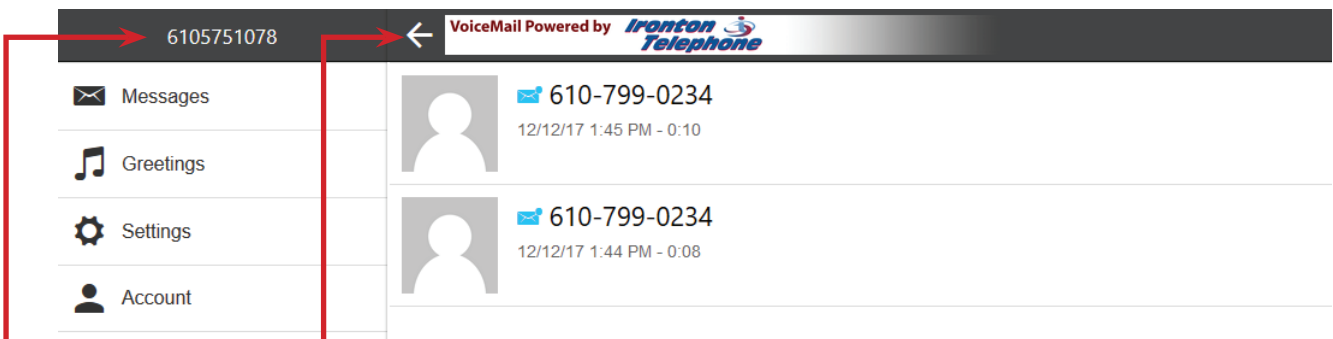 6105751078
VoiceMail Powered by Ironton Telephone
Messages
Greetings
Settings
Account
610-799-0234
12/12/17 1:45 PM - 0:10
610-799-0234
12/12/17 1:44 PM - 0:08